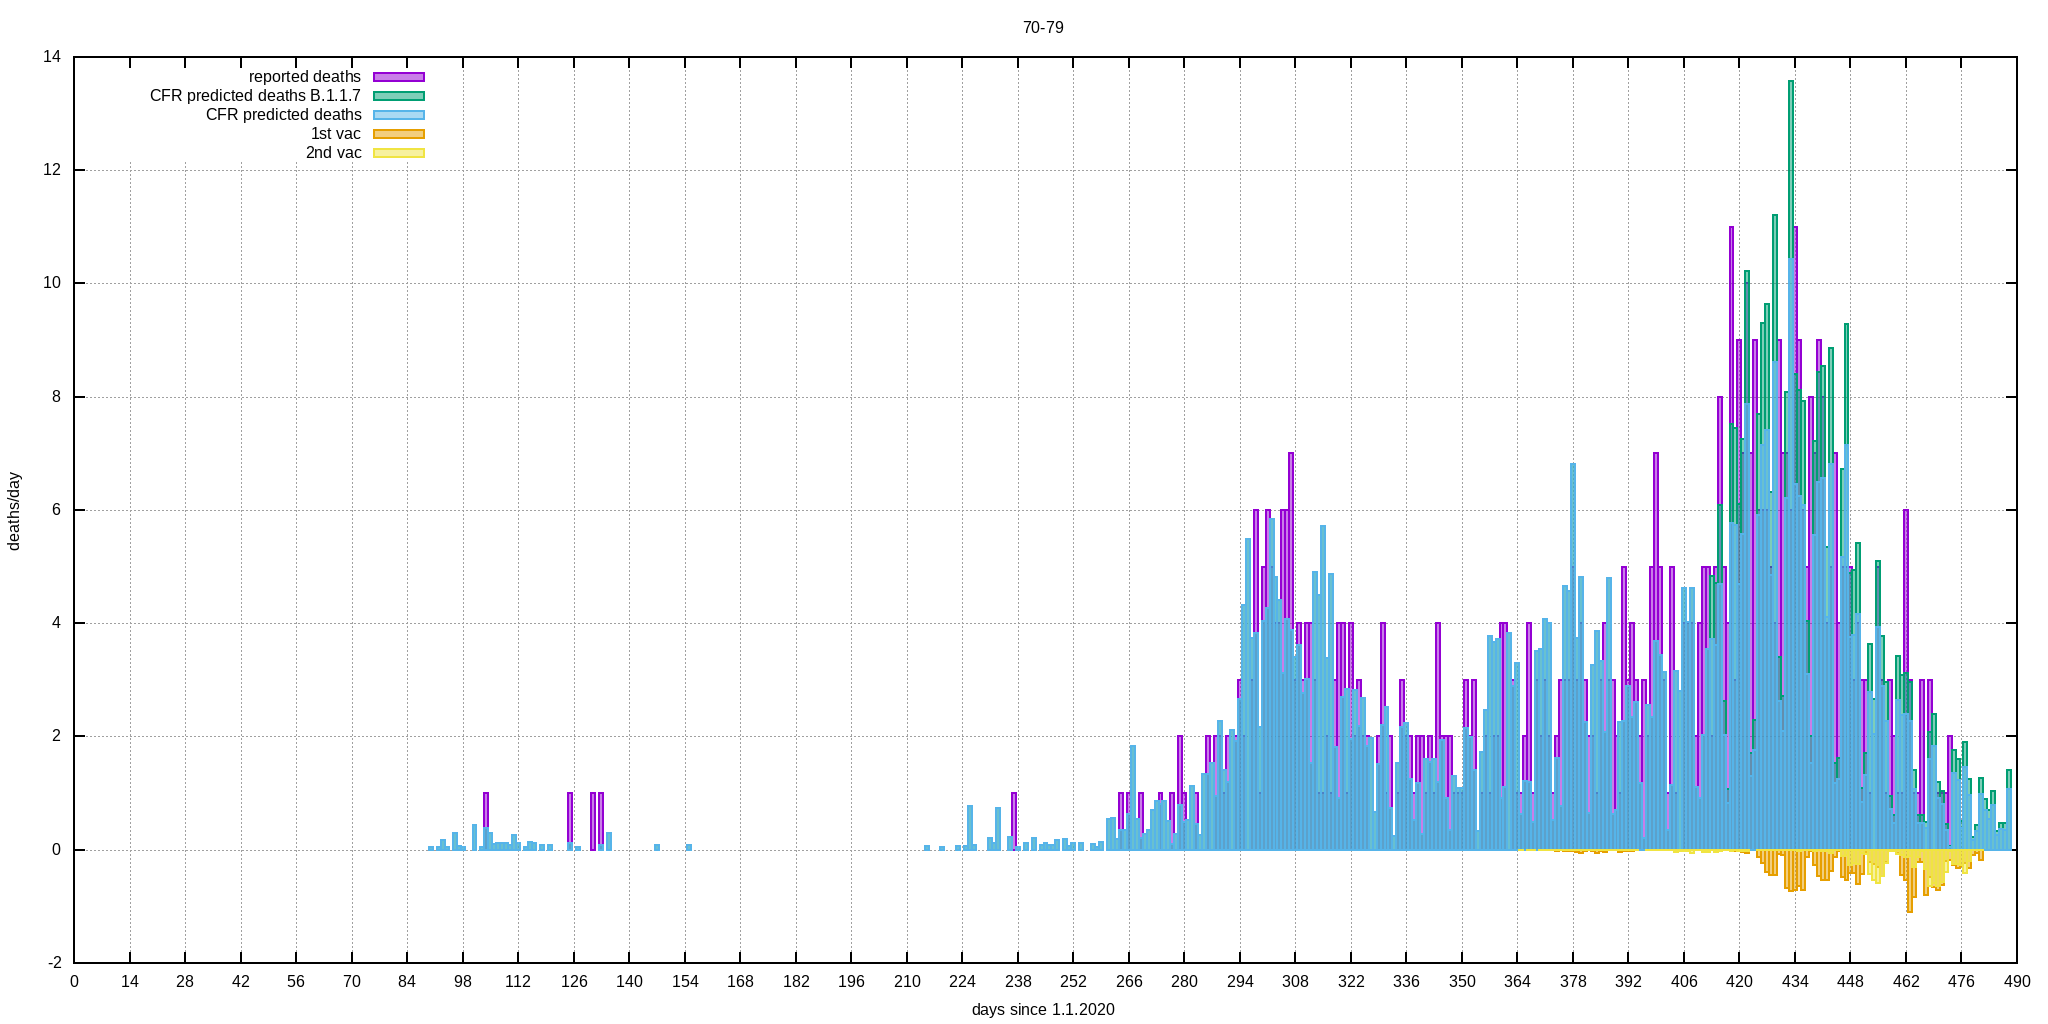 70-79
14
12
10
8
6
4
2
0
-2
deaths/day
reported deaths
CFR predicted deaths B.1.1.7
CFR predicted deaths
1st vac
2nd vac
0 14 28 42 56 70 84 98 112 126 140 154 168 182 196 210 224 238 252 266 280 294 308 322 336 350 364 378 392 406 420 434 448 462 476 490
days since 1.1.2020